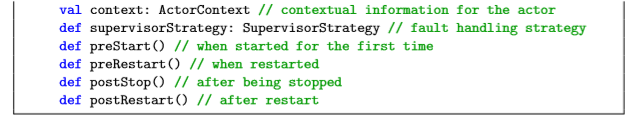 val context: ActorContext // contextual information for the actor
def supervisorStrategy: SupervisorStrategy // fault handling strategy
def preStart() // when started for the first time
def preRestart() // when restarted
def postStop() // after being stopped
def postRestart() // after restart